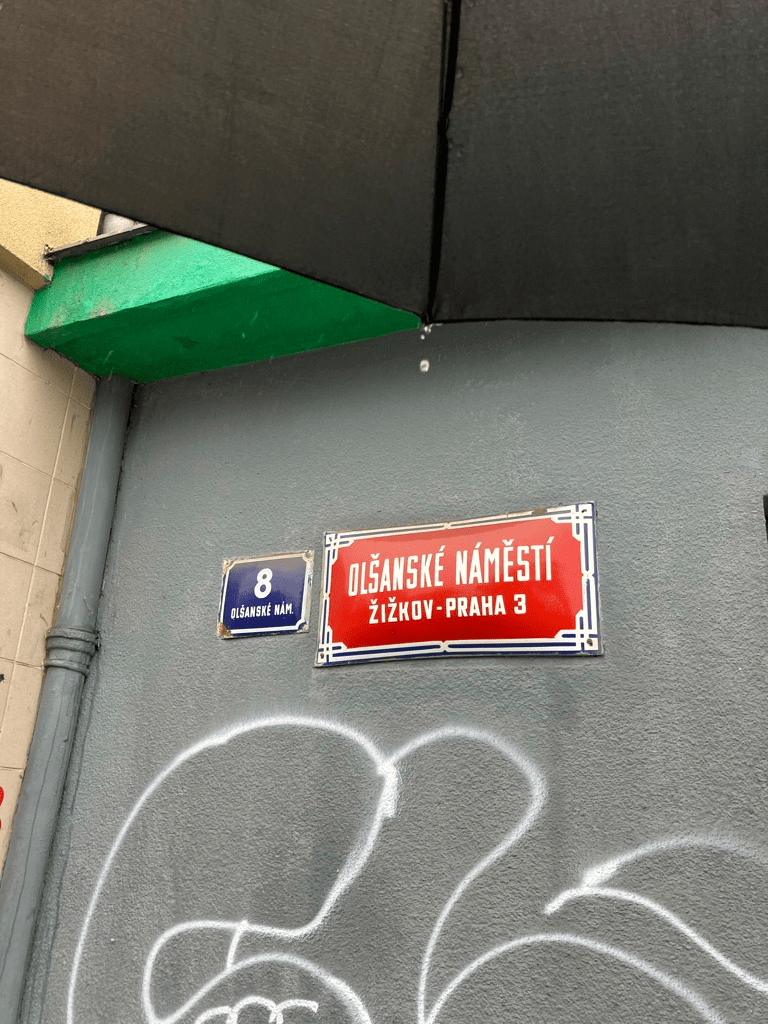 8
OLŠANSKÉ NÁM.
OLŠANSKÉ NÁMĚSTÍ
ŽIŽKOV - PRAHA 3